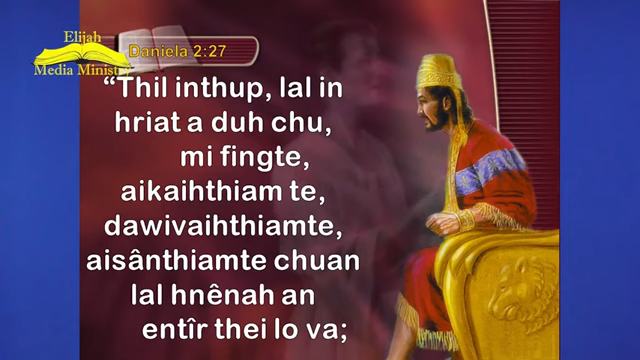 Elijah
Media Ministry
Daniela 2:27
“Thil inthup, lal in
hriat a duh chu,
mi fingte,
aikaihthiam te,
dawivaihthiamte,
aisânthiamte chuan
lal hnênah an
entîr thei lo va;